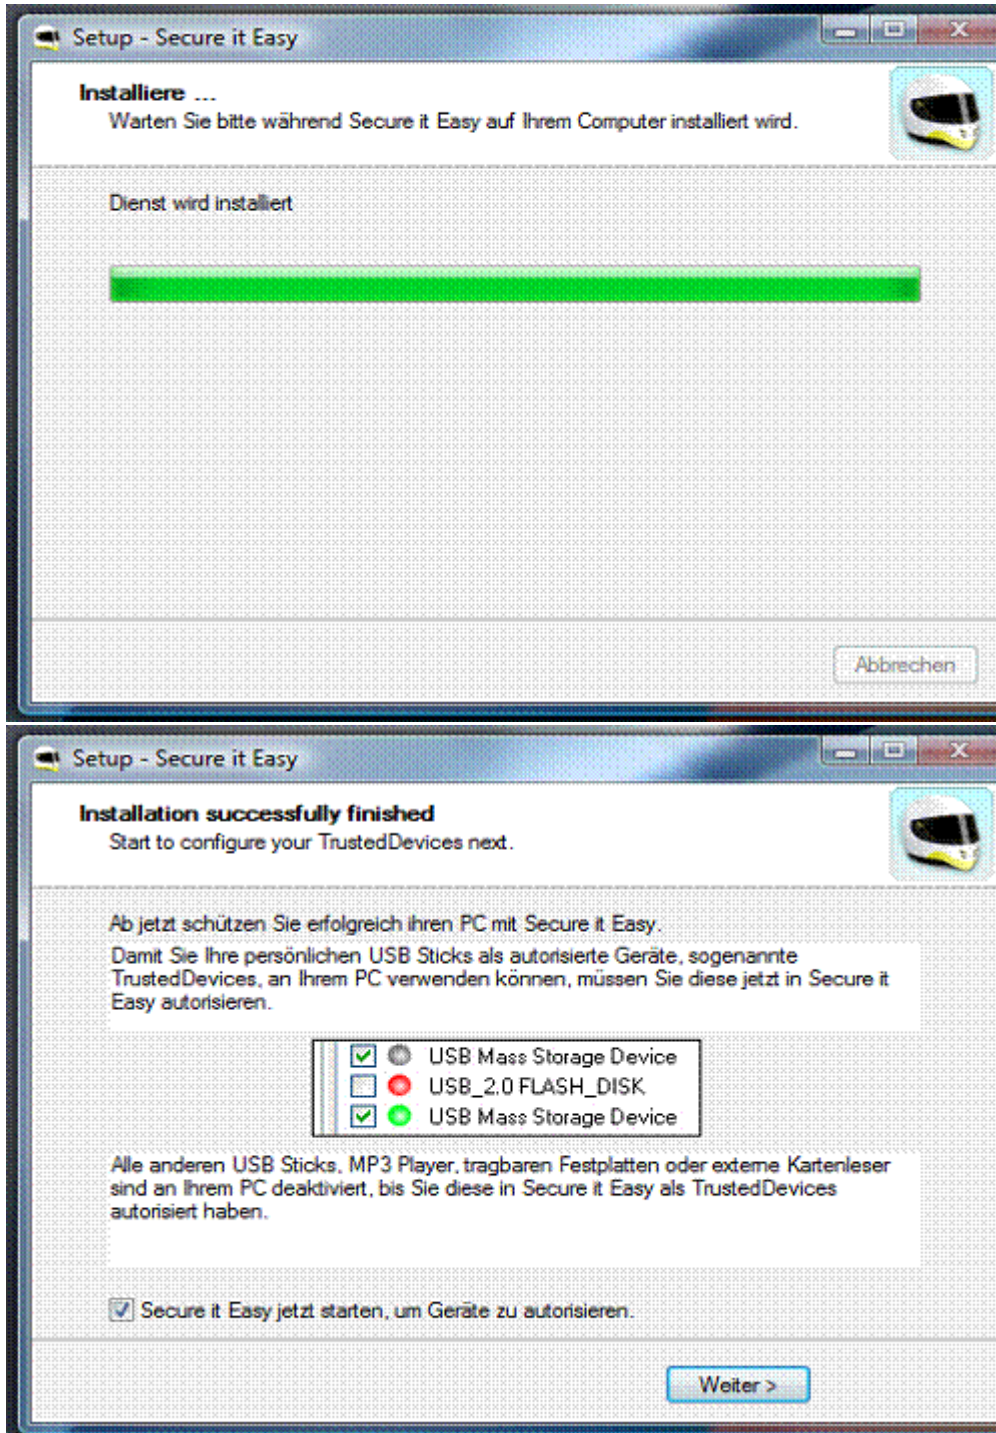 Setup - Secure it Easy
Installiere ...
Warten Sie bitte während Secure it Easy auf Ihrem Computer installiert wird.
Dienst wird installiert
Abbrechen
Setup - Secure it Easy
Installation successfully finished
Start to configure your TrustedDevices next.
Ab jetzt schützen Sie erfolgreich ihren PC mit Secure it Easy.
Damit Sie Ihre persönlichen USB Sticks als autorisierte Geräte, sogenannte
TrustedDevices, an Ihrem PC verwenden können, müssen Sie diese jetzt in Secure it
Easy autorisieren.
USB Mass Storage Device
USB_2.0 FLASH_DISK
USB Mass Storage Device
Alle anderen USB Sticks, MP3 Player, tragbaren Festplatten oder externe Kartenleser
sind an Ihrem PC deaktiviert, bis Sie diese in Secure it Easy als TrustedDevices
autorisiert haben.
Secure it Easy jetzt starten, um Geräte zu autorisieren.
Weiter >